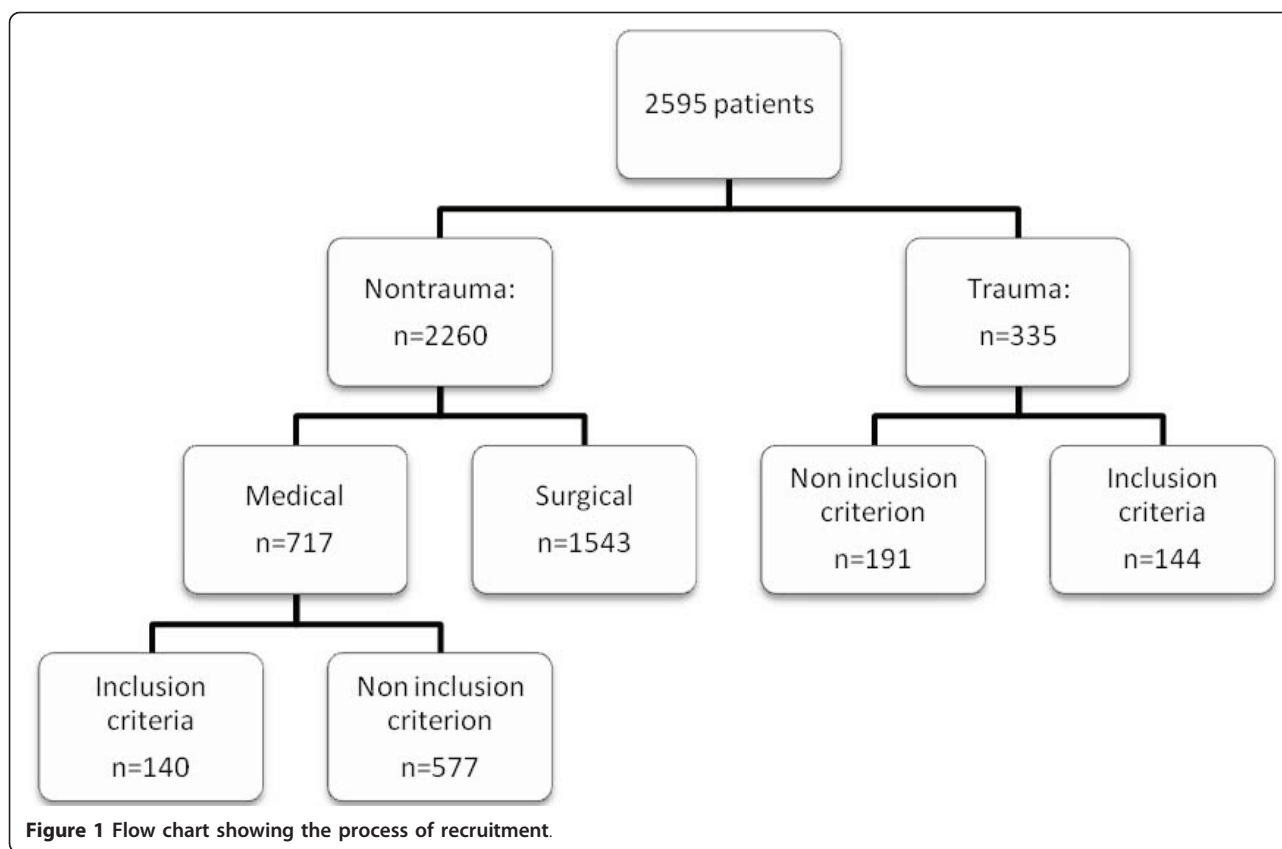 2595 patients
Nontrauma:
n=2260
Trauma:
n=335
Medical
n=717
Surgical
n=1543
Non inclusion
criterion
n=191
Inclusion
criteria
n=144
Inclusion
criteria
n=140
Non inclusion
criterion
n=577
Figure 1 Flow chart showing the process of recruitment.